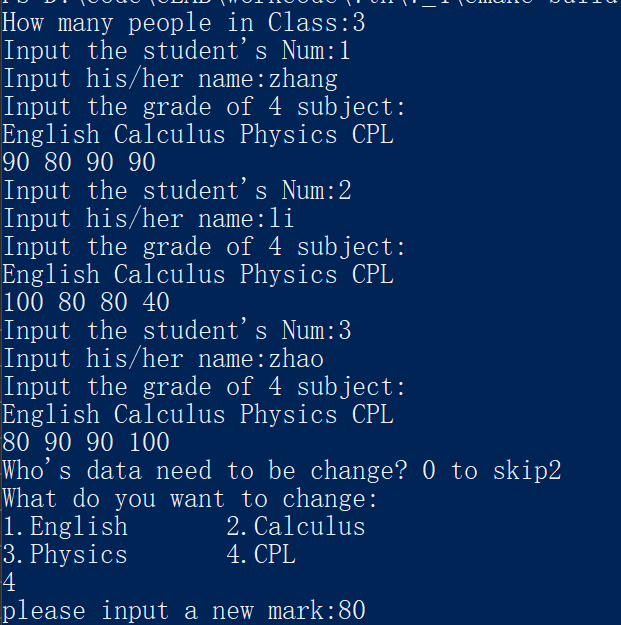 How many people in Class:3
Input the student's Num:1
Input his/her name:zhang
Input the grade of 4 subject:
English Calculus Physics CPL
90 80 90 90
Input the student's Num:2
Input his/her name:li
Input the grade of 4 subject:
English Calculus Physics CPL
100 80 80 40
Input the student's Num:3
Input his/her name:zhao
Input the grade of 4 subject:
English Calculus Physics CPL
80 90 90 100
Who's data need to be change? 0 to skip2
What do you want to change:
1.English 2.Calculus
3.Physics 4.CPL
4
please input a new mark:80